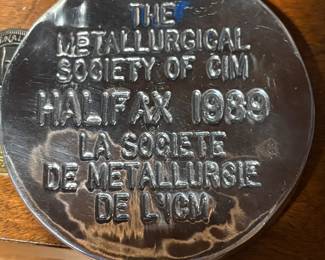 THE
METALLURGICAL
SOCIETY OF CIM
HALIFAX 1989
LA SOCIETE
DE METALLURGIE
DE L'ICM